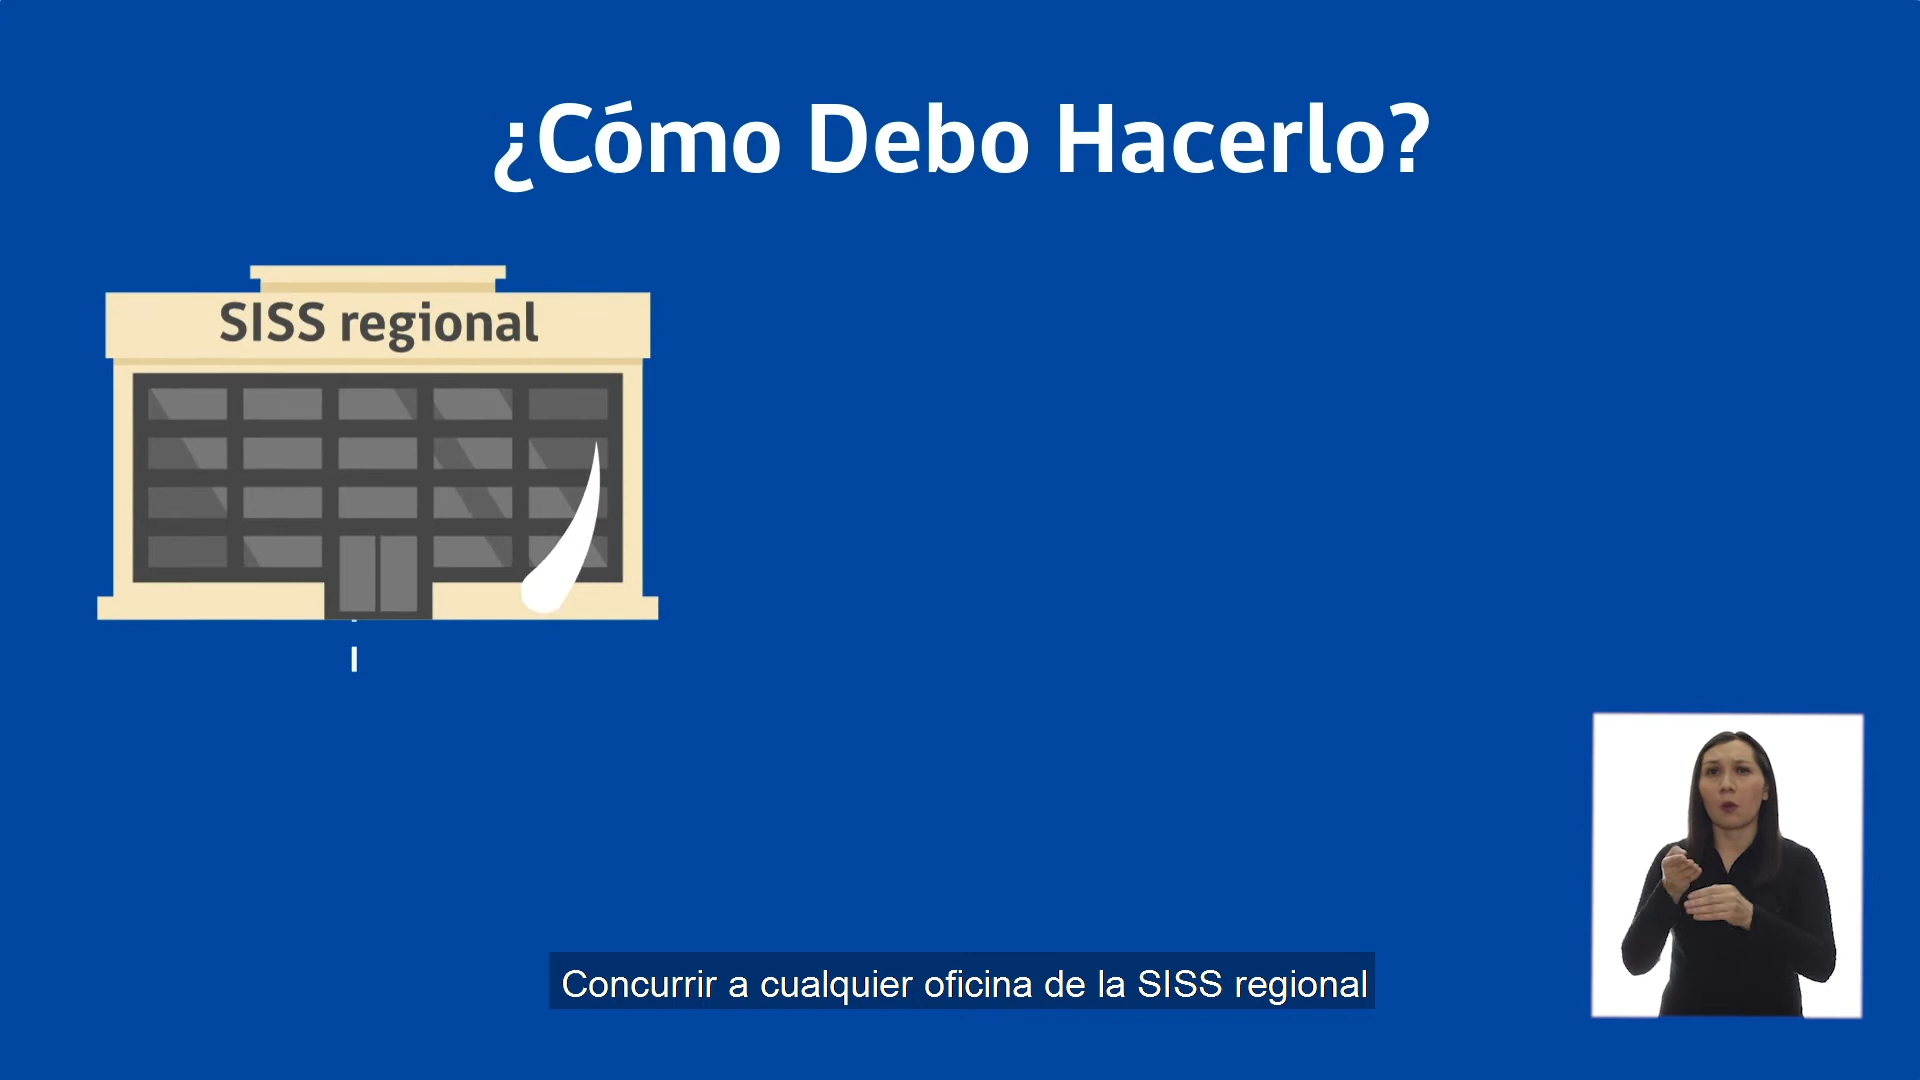 ¿Cómo Debo Hacerlo?
SISS regional
Concurrir a cualquier oficina de la SISS regional